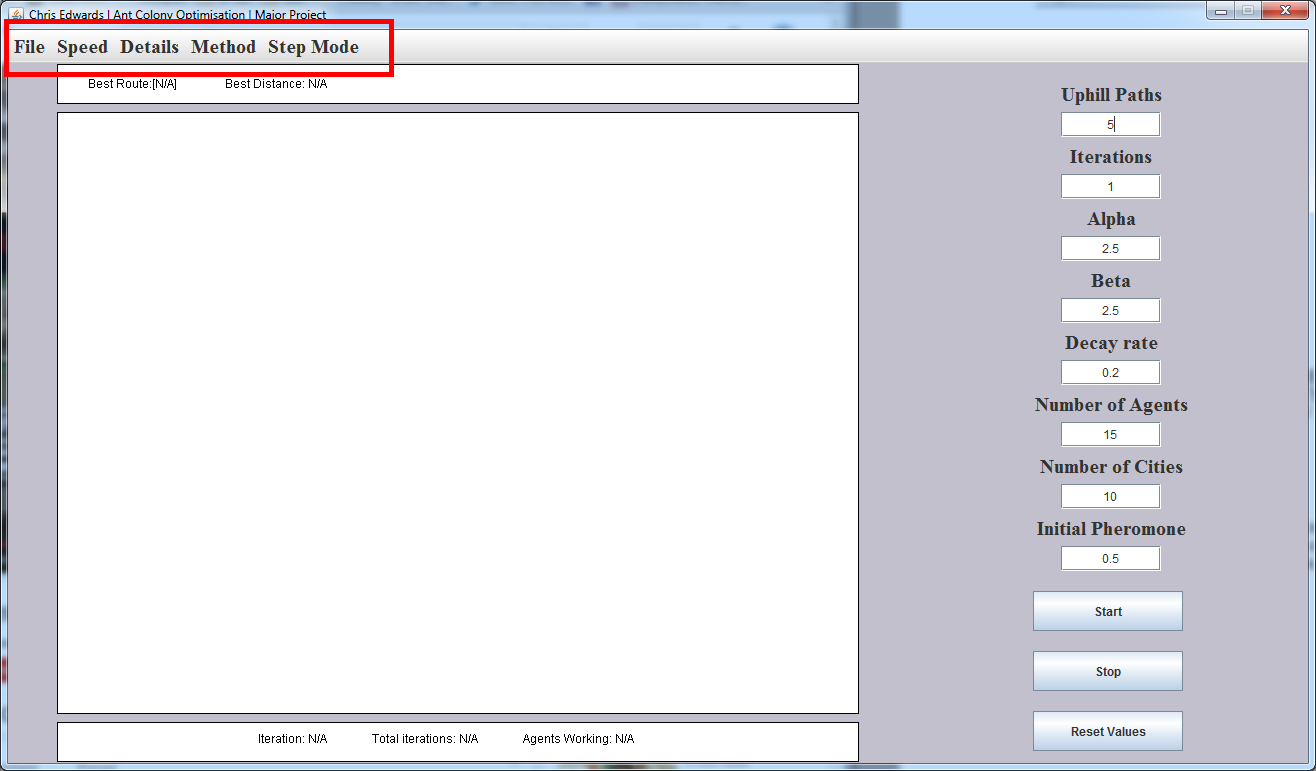 Chris Edwards | Ant Colony Optimisation | Major Project
File Speed Details Method Step Mode
Best Route:[N/A] Best Distance: N/A
Uphill Paths
5
Iterations
1
Alpha
2.5
Beta
2.5
Decay rate
0.2
Number of Agents
15
Number of Cities
10
Initial Pheromone
0.5
Start
Stop
Reset Values
Iteration: N/A Total iterations: N/A Agents Working: N/A